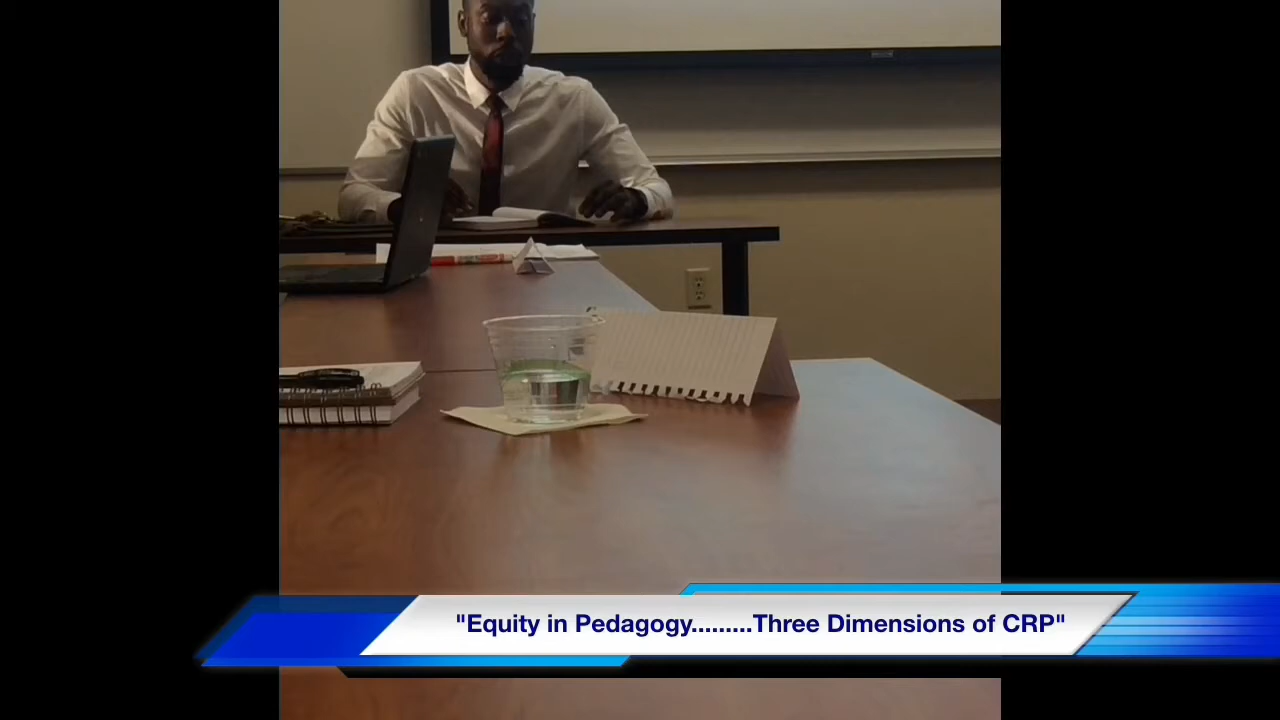 "Equity in Pedagogy.........Three Dimensions of CRP"